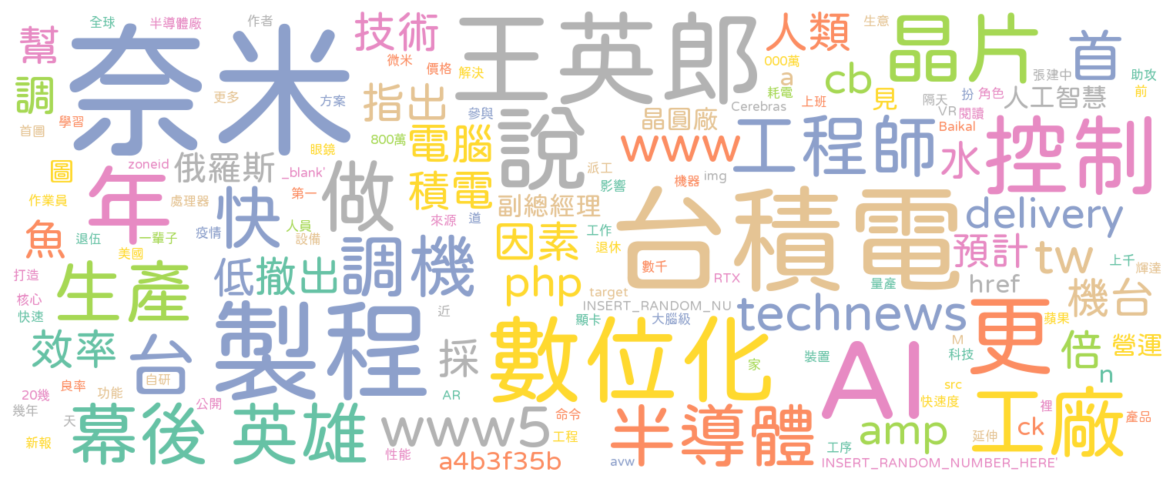 幫
全球
半導體廠
作者
奈米
技術
王英郎
人類
生意
晶片
首
助攻
調
更多
方案
微米
價格
解決
指出
000萬
a
耗電
cb
見
隔天
張建中
扮
角色
前
人工智慧
首圖
學習
眼鏡
800萬
參與
電腦
說
晶圓廠
Cerebras
上班
VR
閱讀
Baikal
控制
圖
zoneid
俄羅斯
_blank'
做
積電
派工
www
工程師
水
年
作業員
處理器
第一
快
來源
道
副總經理
影響
機器
img
台積電
delivery
魚
退伍
一輩子
美國
疫情
人員
設備
調機
因素
工作
退休
數千
RTX
預計
tw
上千
輝達
打造
核心
快速
生產
低
撤出
php
target
INSERT_RANDOM_NU
顯卡
大腦級
量產
href
機台
technews
更
蘋果
效率
台
製程
近
採
數位化
家
裝置
AI
M
科技
倍
營運
n
20幾
幾年
良率
功能
自研
公開
AR
src
快速度
工廠
裡
產品
天
新報
幕後
英雄
www5
性能
命令
工程
a4b3f35b
半導體
avw
amp
工序
延伸
ck
INSERT_RANDOM_NUMBER_HERE'